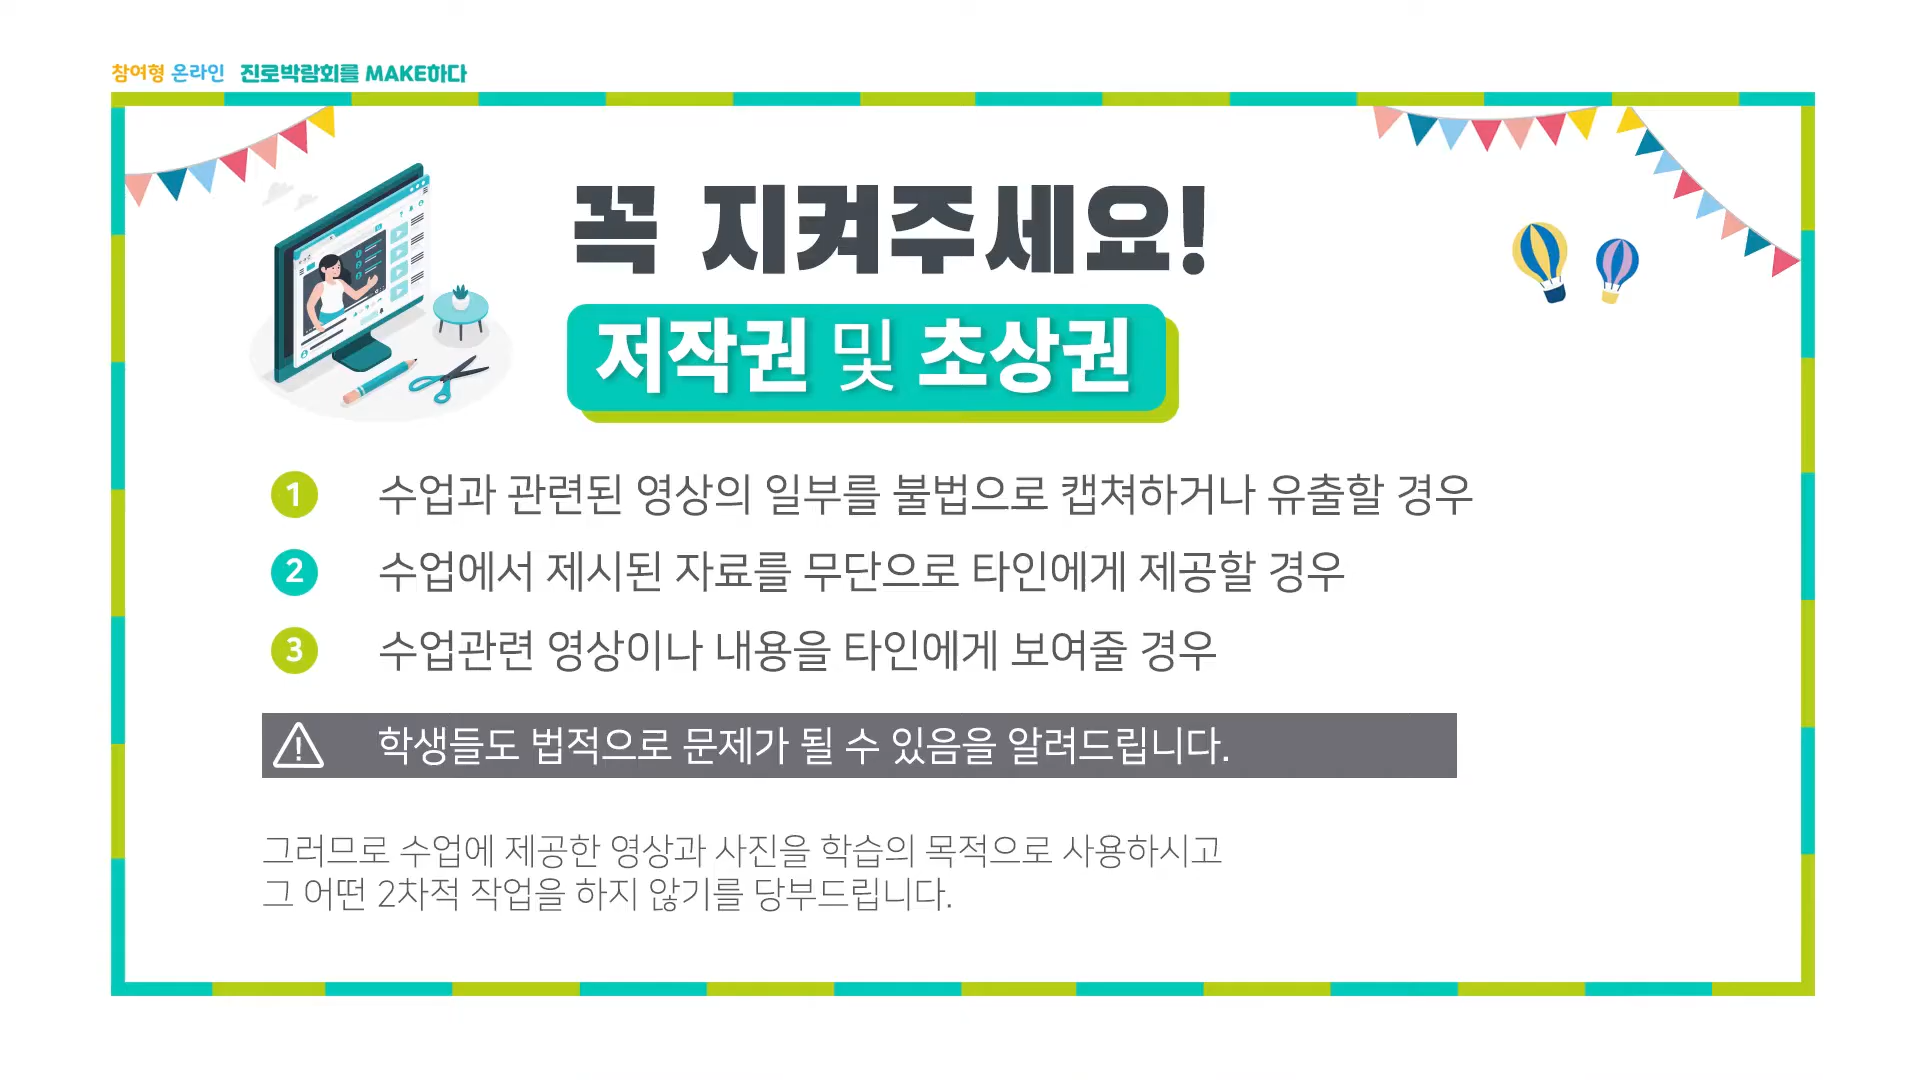 참여형 온라인 진로박람회를 MAKE하다
꼭 지켜주세요!
저작권 및 초상권
1 수업과 관련된 영상의 일부를 불법으로 캡쳐하거나 유출할 경우
2 수업에서 제시된 자료를 무단으로 타인에게 제공할 경우
3 수업관련 영상이나 내용을 타인에게 보여줄 경우
학생들도 법적으로 문제가 될 수 있음을 알려드립니다.
그러므로 수업에 제공한 영상과 사진을 학습의 목적으로 사용하시고
그 어떤 2차적 작업을 하지 않기를 당부드립니다.